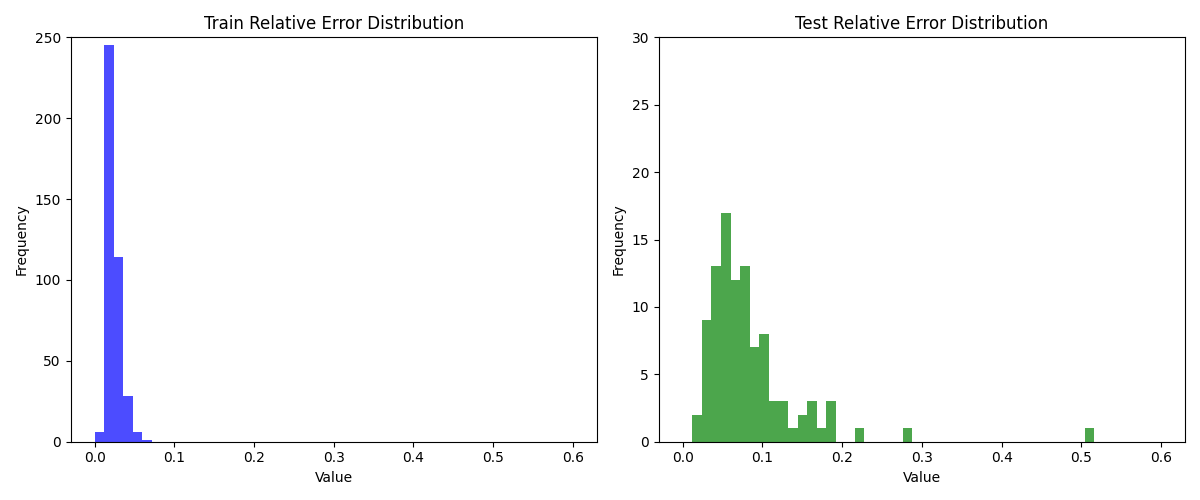 Train Relative Error Distribution
250
200
150
100
50
0
Frequency
0.0 0.1 0.2 0.3 0.4 0.5 0.6
Value
Test Relative Error Distribution
30
25
20
15
10
5
0
Frequency
0.0 0.1 0.2 0.3 0.4 0.5 0.6
Value